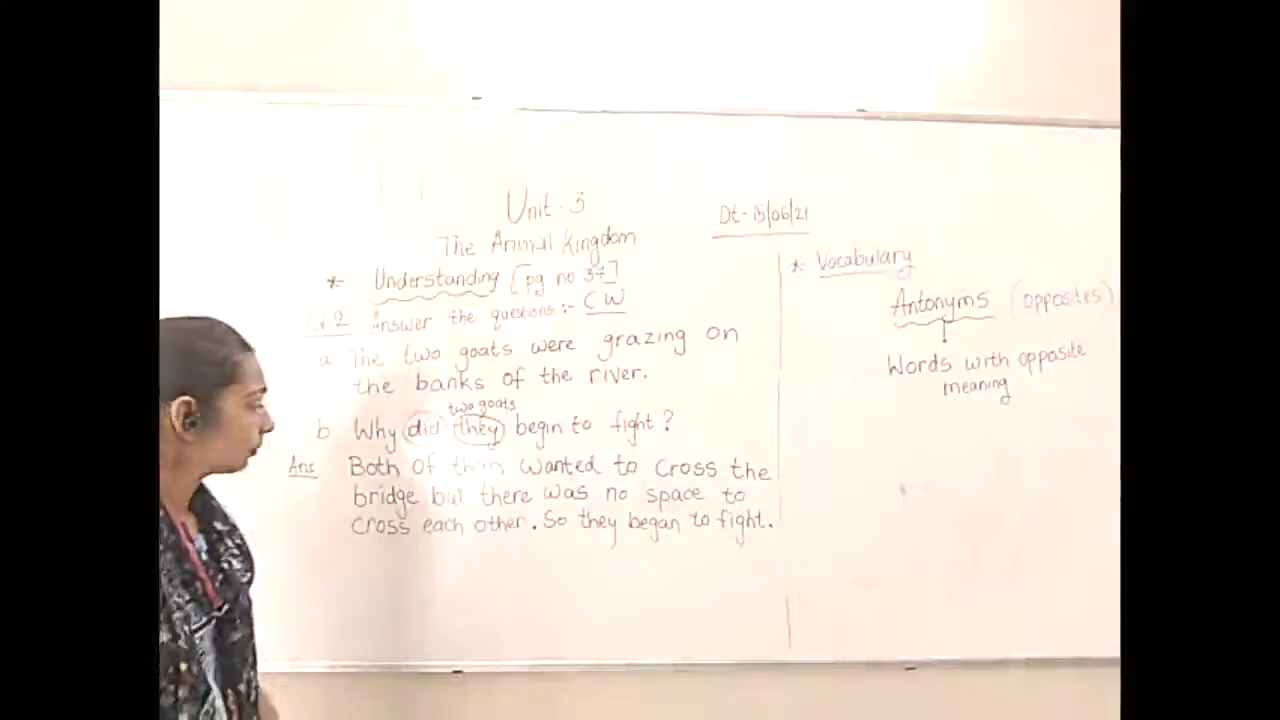 Unit-3
The Animal Kingdom
Dt-15/06/21
* Understanding [pg no 37]
Q.2 Answer the questions:- CW
a The two goats were grazing on
the banks of the river.
two goats
b Why did they begin to fight?
Ans Both of them wanted to cross the
bridge but there was no space to
cross each other. So they began to fight.
* Vocabulary
Antonyms (opposites)
Words with opposite
meaning